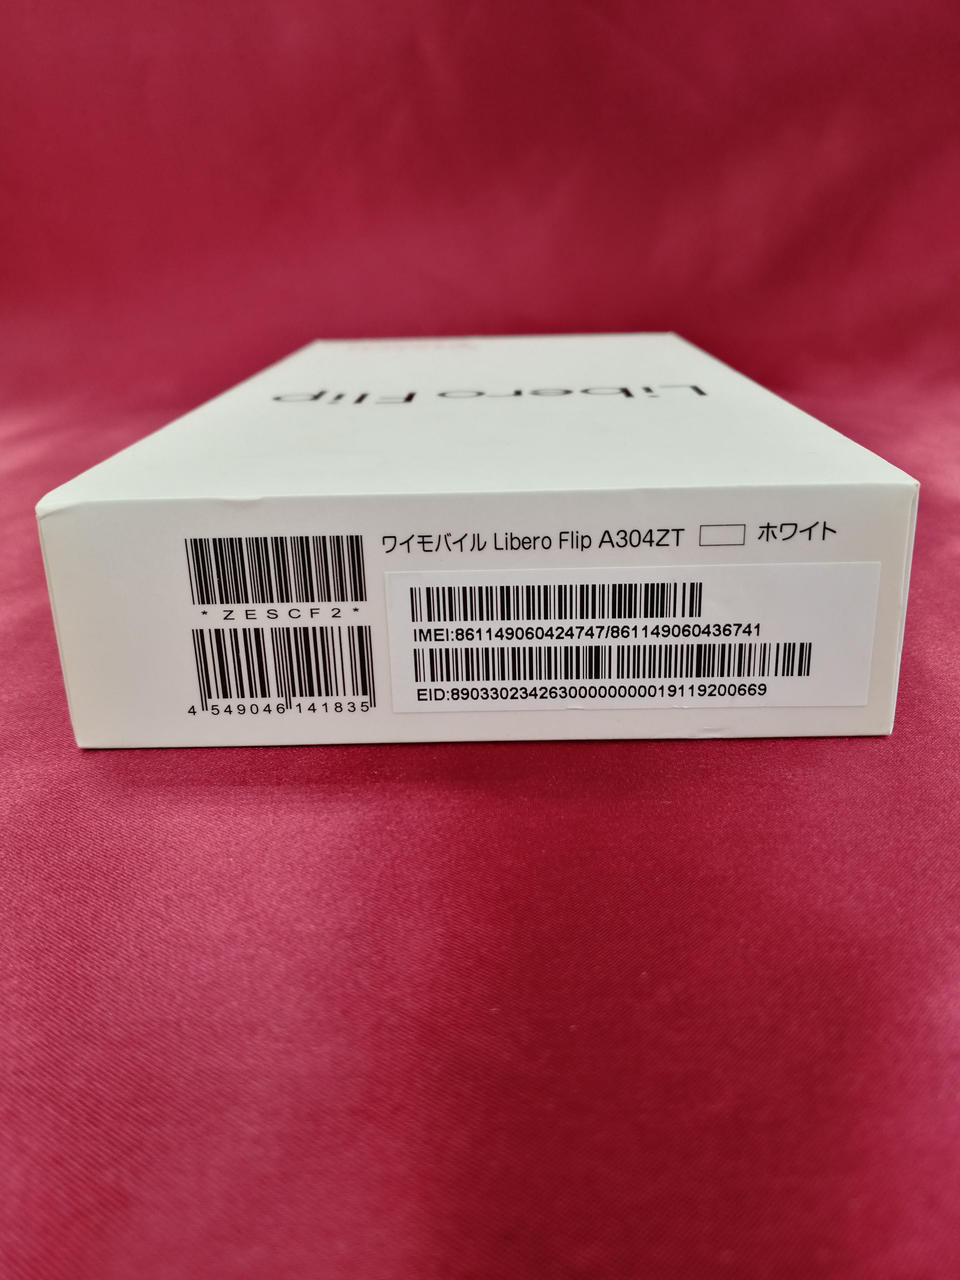 Libero Flip
ワイモバイル Libero Flip A304ZT ホワイト
*ZESCF2*
4 549046 141835
IMEI:861149060424747/861149060436741
EID:89033023426300000000019119200669